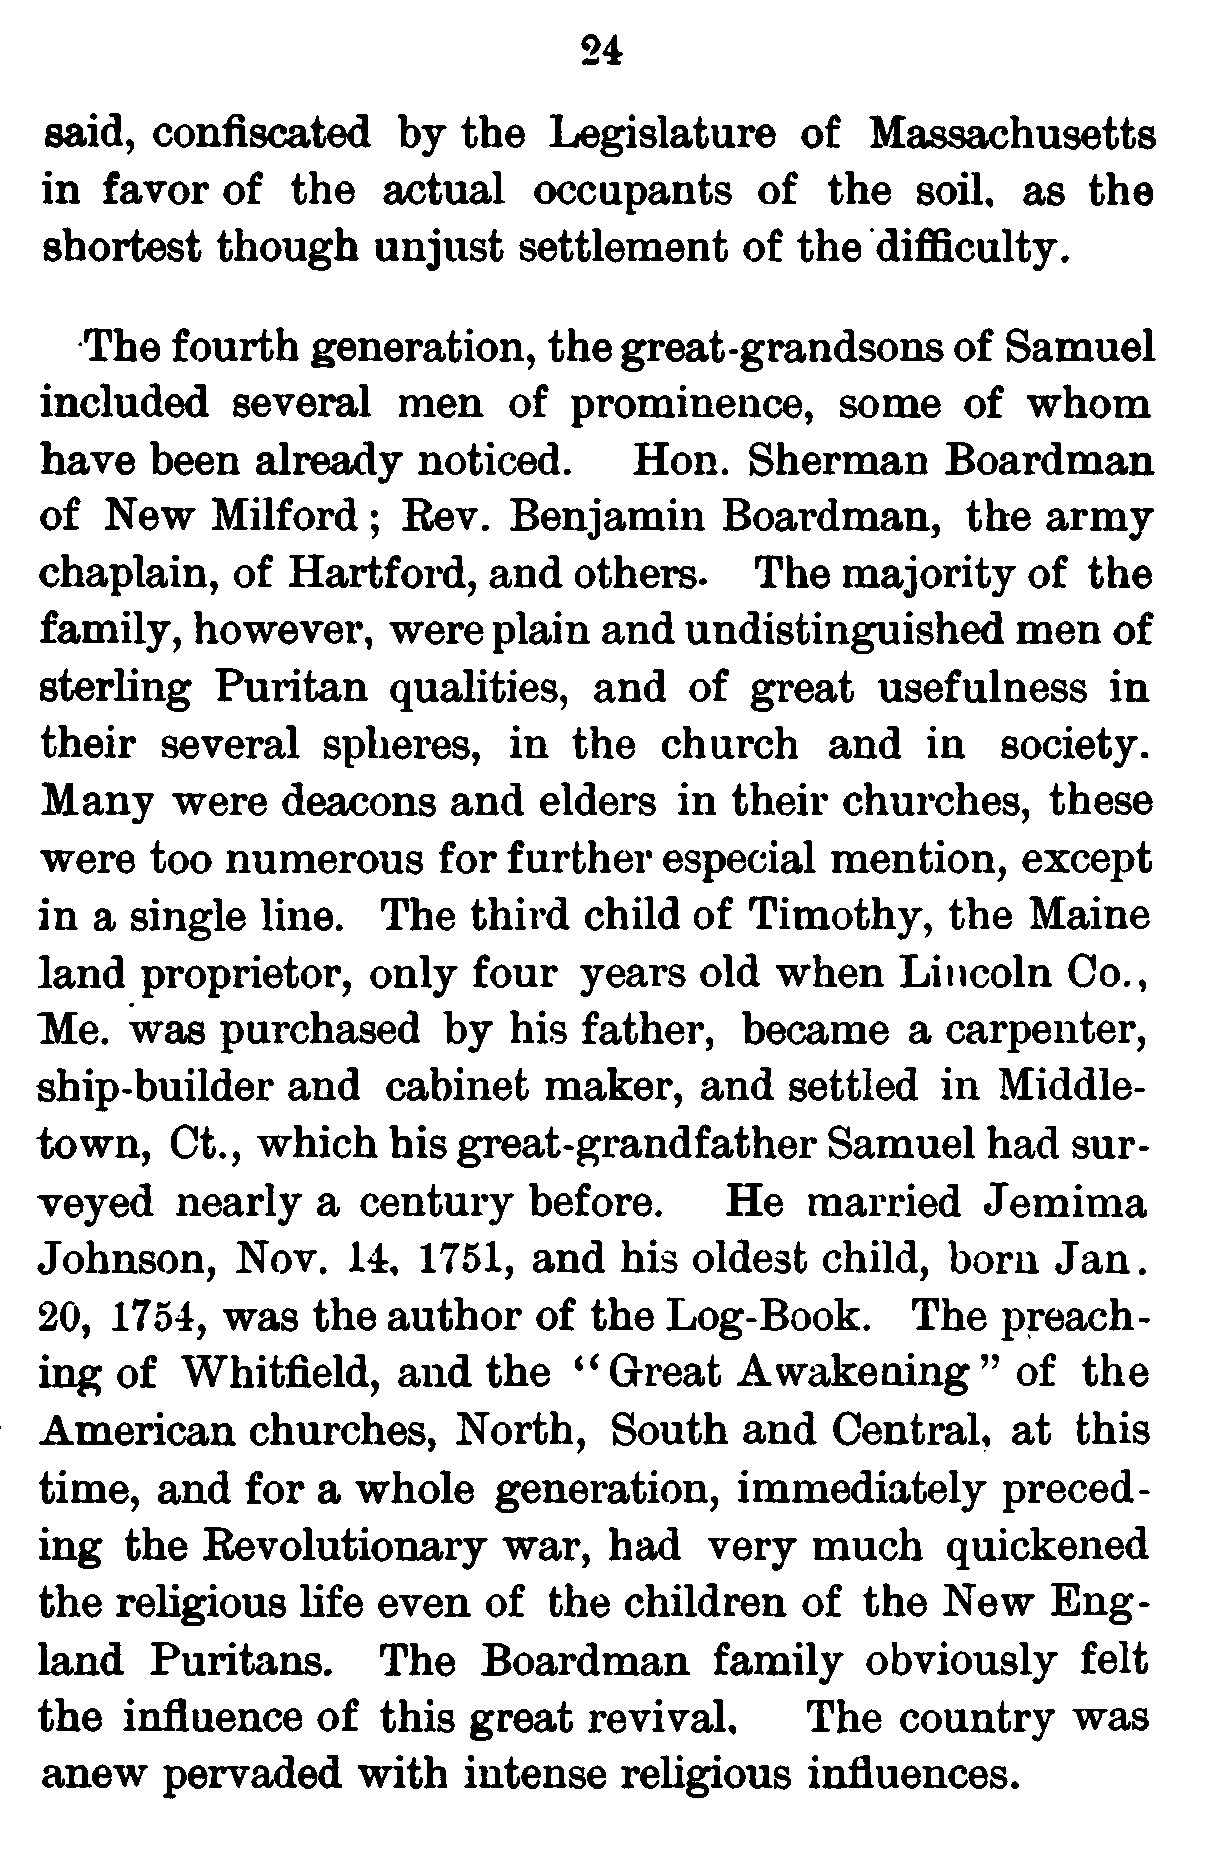 24
said, confiscated by the Legislature of Massachusetts
in favor of the actual occupants of the soil, as the
shortest though unjust settlement of the difficulty.
The fourth generation, the great-grandsons of Samuel
included several men of prominence, some of whom
have been already noticed. Hon. Sherman Boardman
of New Milford; Rev. Benjamin Boardman, the army
chaplain, of Hartford, and others. The majority of the
family, however, were plain and undistinguished men of
sterling Puritan qualities, and of great usefulness in
their several spheres, in the church and in society.
Many were deacons and elders in their churches, these
were too numerous for further especial mention, except
in a single line. The third child of Timothy, the Maine
land proprietor, only four years old when Lincoln Co.,
Me. was purchased by his father, became a carpenter,
ship-builder and cabinet maker, and settled in Middle-
town, Ct., which his great-grandfather Samuel had sur-
veyed nearly a century before. He married Jemima
Johnson, Nov. 14, 1751, and his oldest child, born Jan.
20, 1754, was the author of the Log-Book. The preach-
ing of Whitfield, and the “Great Awakening” of the
American churches, North, South and Central, at this
time, and for a whole generation, immediately preced-
ing the Revolutionary war, had very much quickened
the religious life even of the children of the New Eng-
land Puritans. The Boardman family obviously felt
the influence of this great revival. The country was
anew pervaded with intense religious influences.